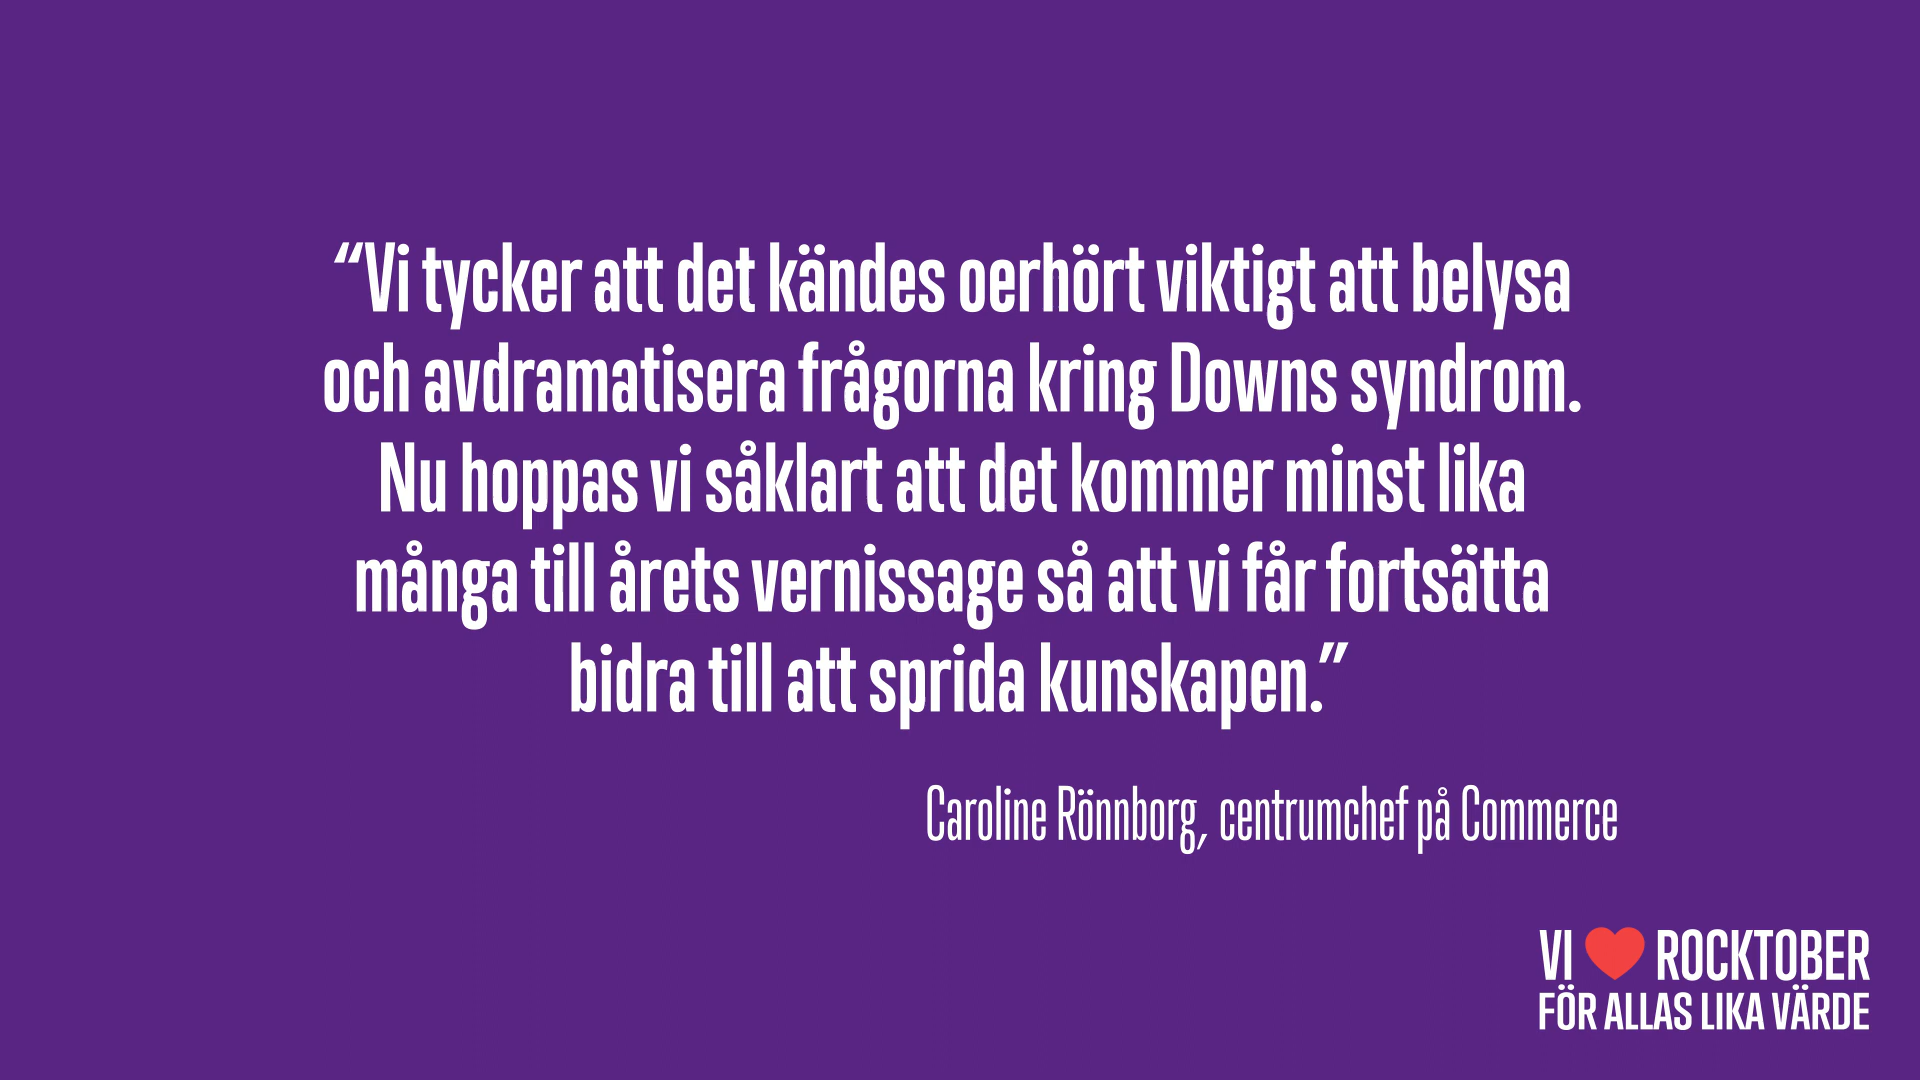 “Vi tycker att det kändes oerhört viktigt att belysa
och avdramatisera frågorna kring Downs syndrom.
Nu hoppas vi såklart att det kommer minst lika
många till årets vernissage så att vi får fortsätta
bidra till att sprida kunskapen.”
Caroline Rönnborg, centrumchef på Commerce
VI ❤ ROCKTOBER
FÖR ALLAS LIKA VÄRDE